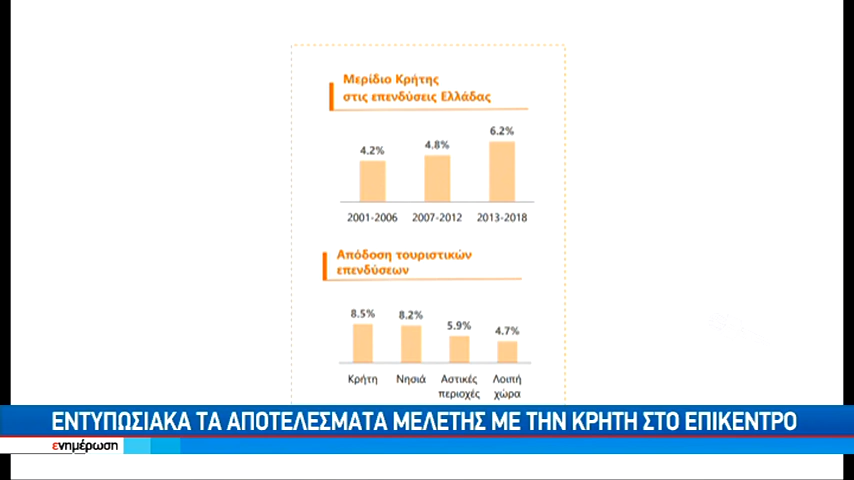 Μερίδιο Κρήτης
στις επενδύσεις Ελλάδας
4.2% 4.8% 6.2%
2001-2006 2007-2012 2013-2018
Απόδοση τουριστικών
επενδύσεων
8.5% 8.2% 5.9% 4.7%
Κρήτη Νησιά Αστικές Λοιπή
περιοχές χώρα
ΕΝΤΥΠΩΣΙΑΚΑ ΤΑ ΑΠΟΤΕΛΕΣΜΑΤΑ ΜΕΛΕΤΗΣ ΜΕ ΤΗΝ ΚΡΗΤΗ ΣΤΟ ΕΠΙΚΕΝΤΡΟ
ενημέρωση